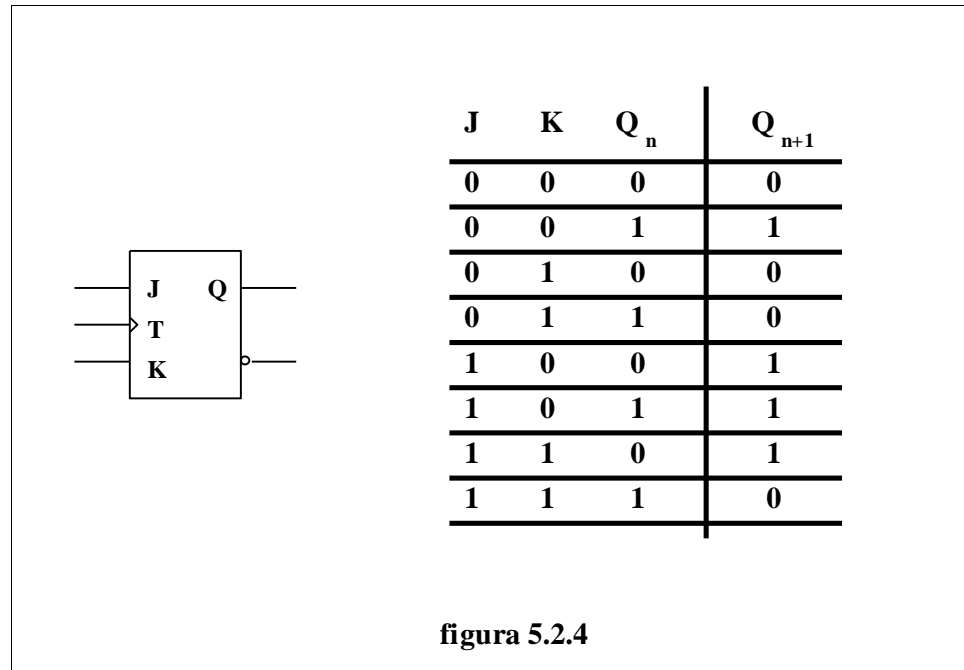 J K Q n Q n+1
0 0 0 0
0 0 1 1
0 1 0 0
0 1 1 0
1 0 0 1
1 0 1 1
1 1 0 1
1 1 1 0
J Q
T
K
figura 5.2.4